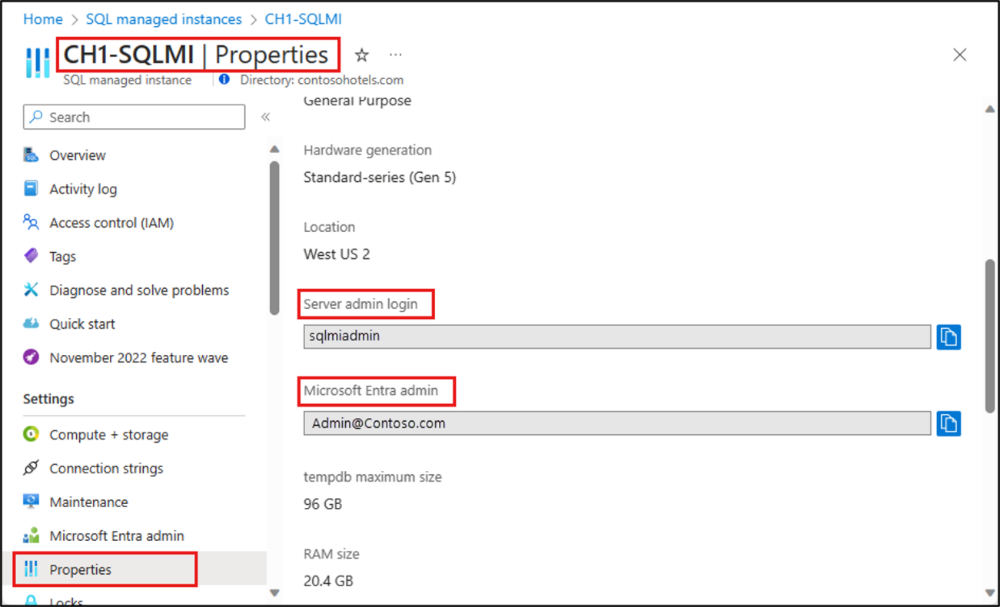 Home > SQL managed instances > CH1-SQLMI
CH1-SQLMI | Properties
SQL managed instance
Directory: contosohotels.com
Search
Overview
Activity log
Access control (IAM)
Tags
Diagnose and solve problems
Quick start
November 2022 feature wave
Settings
Compute + storage
Connection strings
Maintenance
Microsoft Entra admin
Properties
Locks
General Purpose
Hardware generation
Standard-series (Gen 5)
Location
West US 2
Server admin login
sqlmiadmin
Microsoft Entra admin
Admin@Contoso.com
tempdb maximum size
96 GB
RAM size
20.4 GB